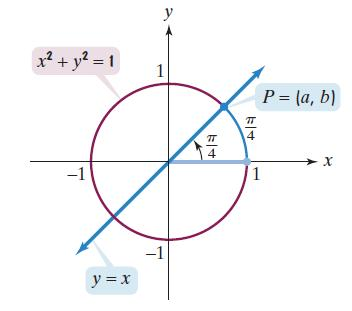 y
x² + y² = 1
1
P = (a, b)
π/4
π/4
x
−1
1
−1
y = x